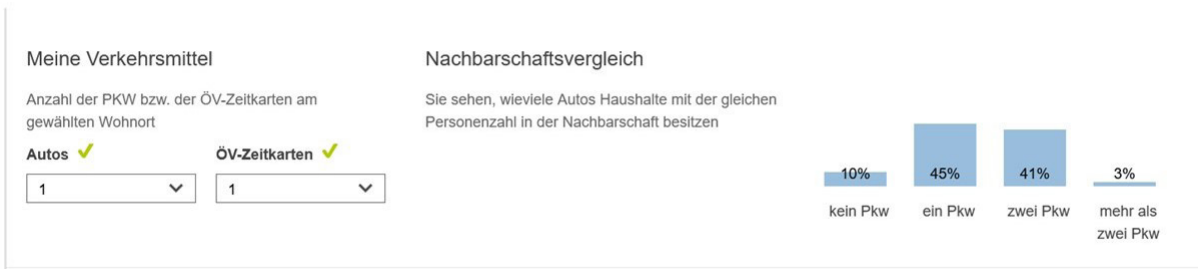 Meine Verkehrsmittel
Anzahl der PKW bzw. der ÖV-Zeitkarten am
gewählten Wohnort
Autos
ÖV-Zeitkarten
1
1
Nachbarschaftsvergleich
Sie sehen, wieviele Autos Haushalte mit der gleichen
Personenzahl in der Nachbarschaft besitzen
10% 45% 41% 3%
kein Pkw ein Pkw zwei Pkw mehr als
zwei Pkw